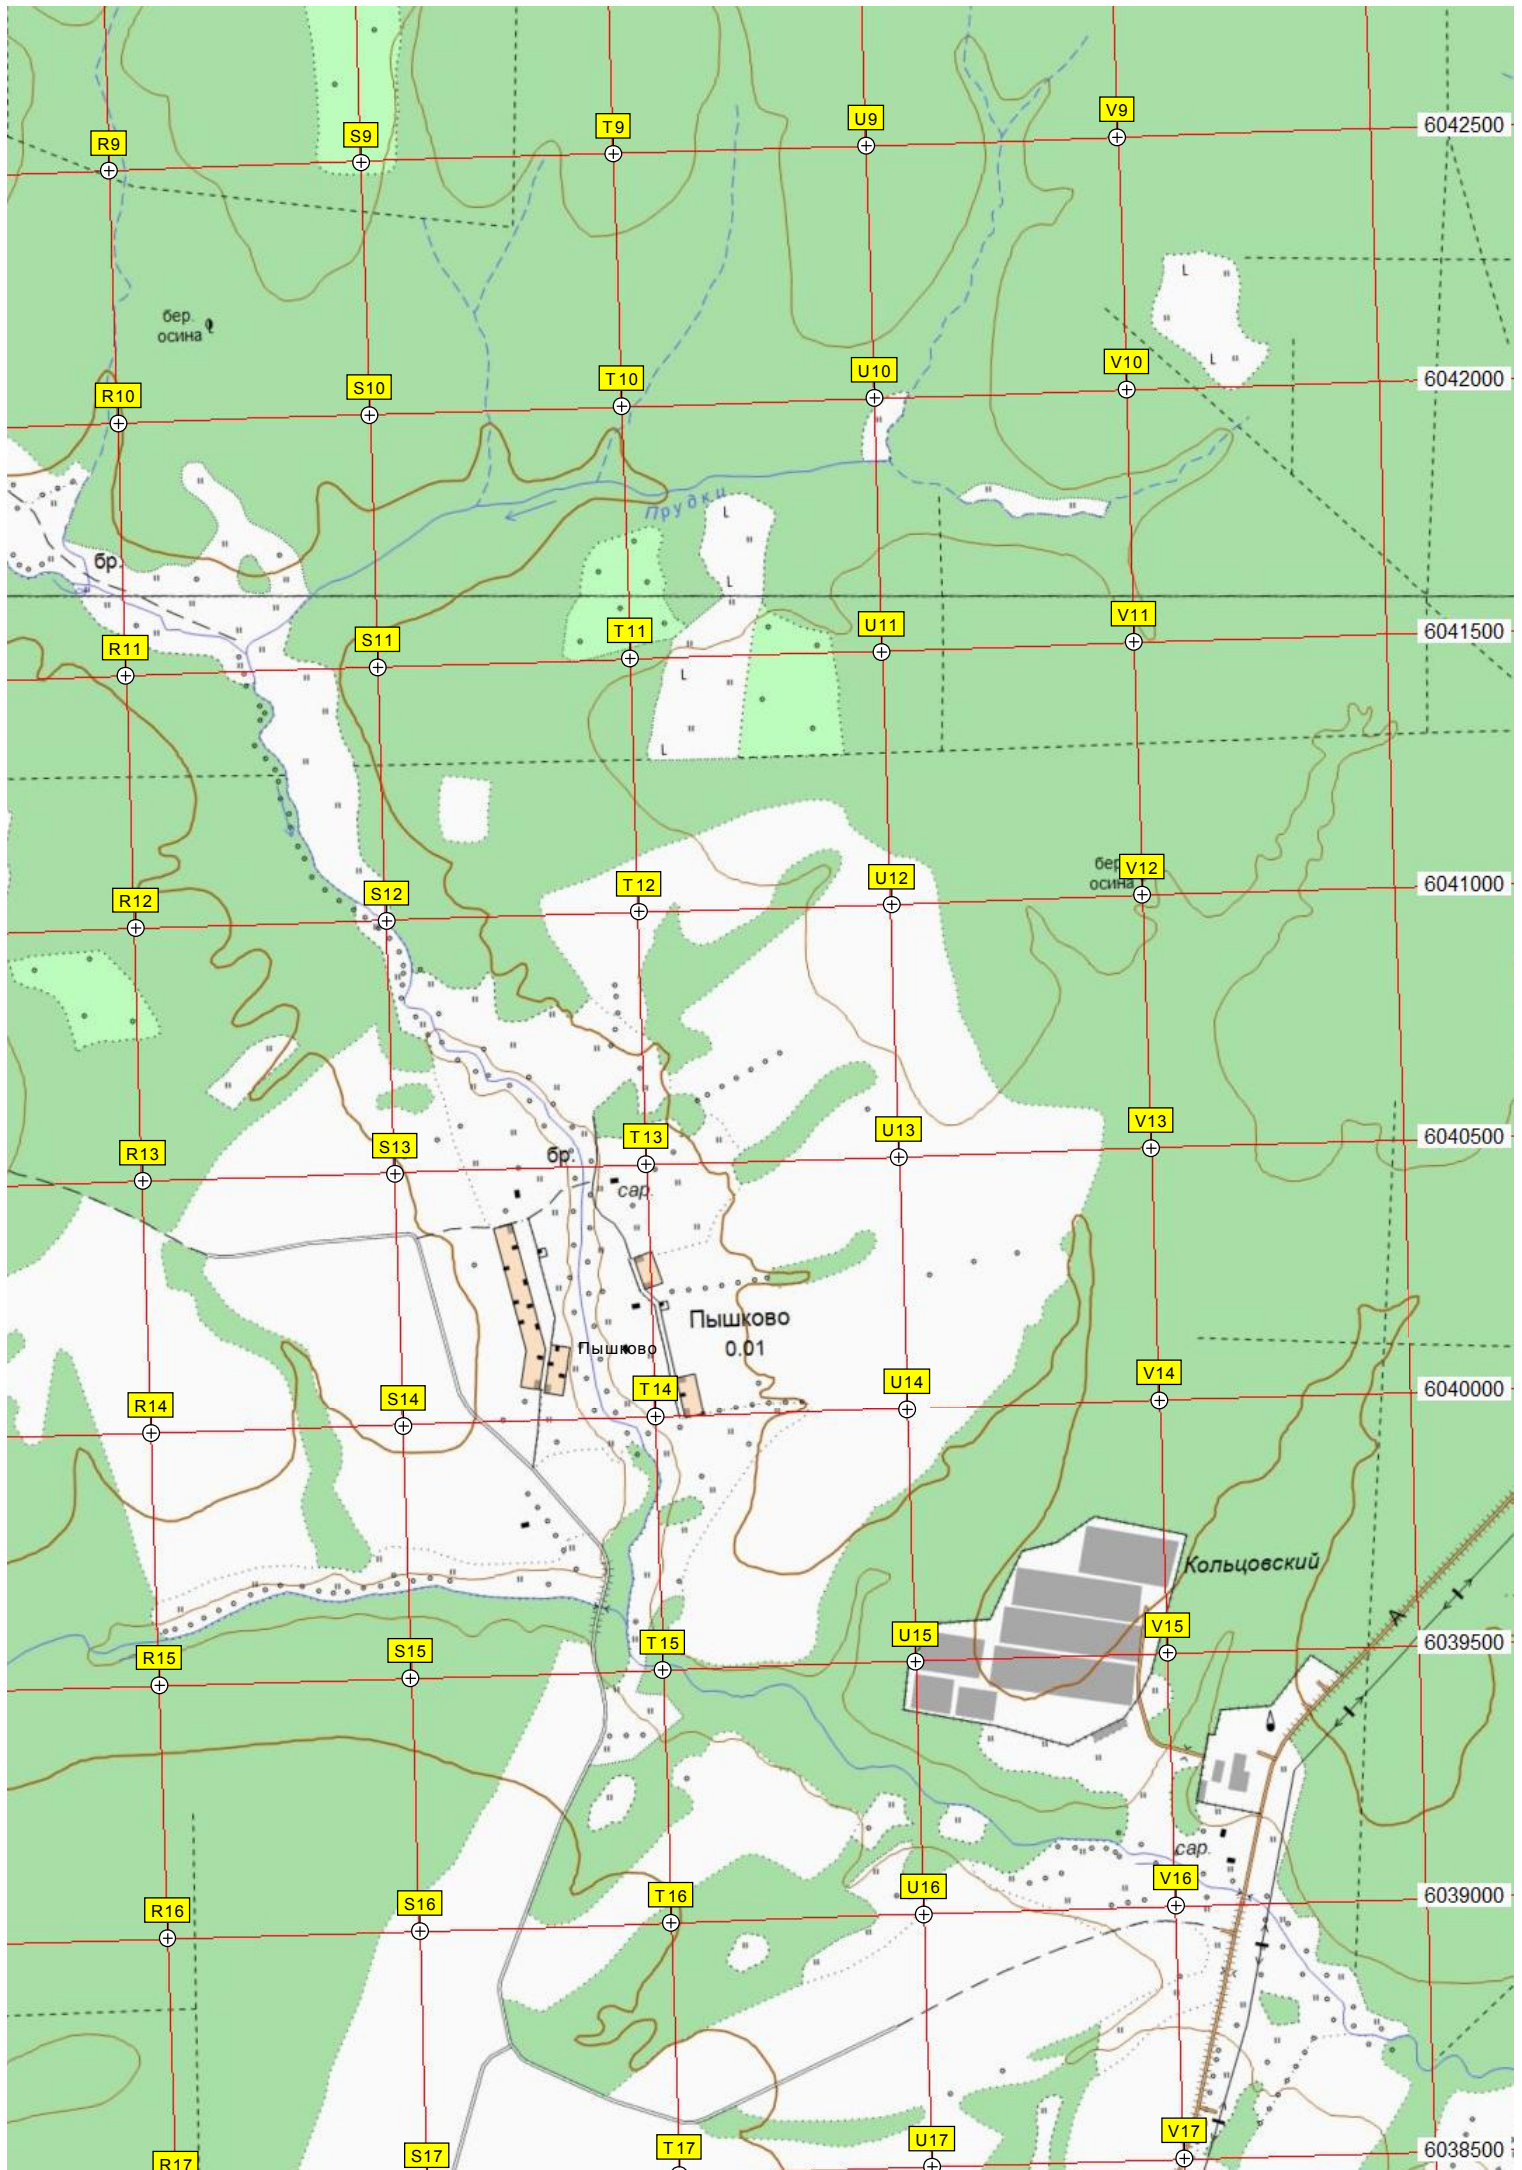 V9
U9
T9
S9
R9
6042500
бер.
осина
V10
U10
T10
S10
R10
6042000
Прудки
бр.
V11
U11
T11
S11
R11
6041500
бер.
осина
V12
U12
T12
S12
R12
6041000
V13
U13
T13
S13
R13
6040500
бр.
сар.
Пышково
0.01
Пышково
V14
U14
T14
S14
R14
6040000
Кольцовский
А
V15
U15
T15
S15
R15
6039500
сар.
V16
U16
T16
S16
R16
6039000
V17
U17
T17
S17
R17
6038500